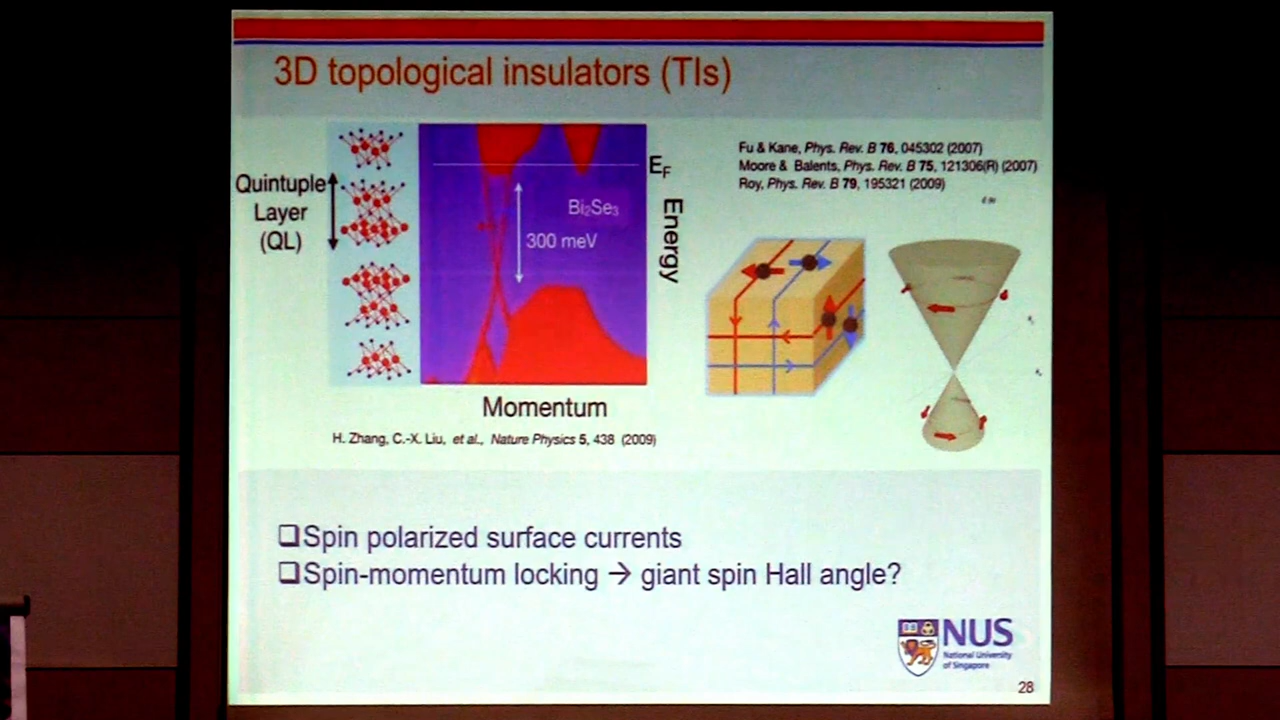 3D topological insulators (TIs)
Quintuple
Layer
(QL)
E_F
Bi₂Se₃
300 meV
Energy
Momentum
H. Zhang, C.-X. Liu, et al., Nature Physics 5, 438 (2009)
Fu & Kane, Phys. Rev. B 76, 045302 (2007)
Moore & Balents, Phys. Rev. B 75, 121306(R) (2007)
Roy, Phys. Rev. B 79, 195321 (2009)
❑Spin polarized surface currents
❑Spin-momentum locking → giant spin Hall angle?
NUS
National University
of Singapore
28